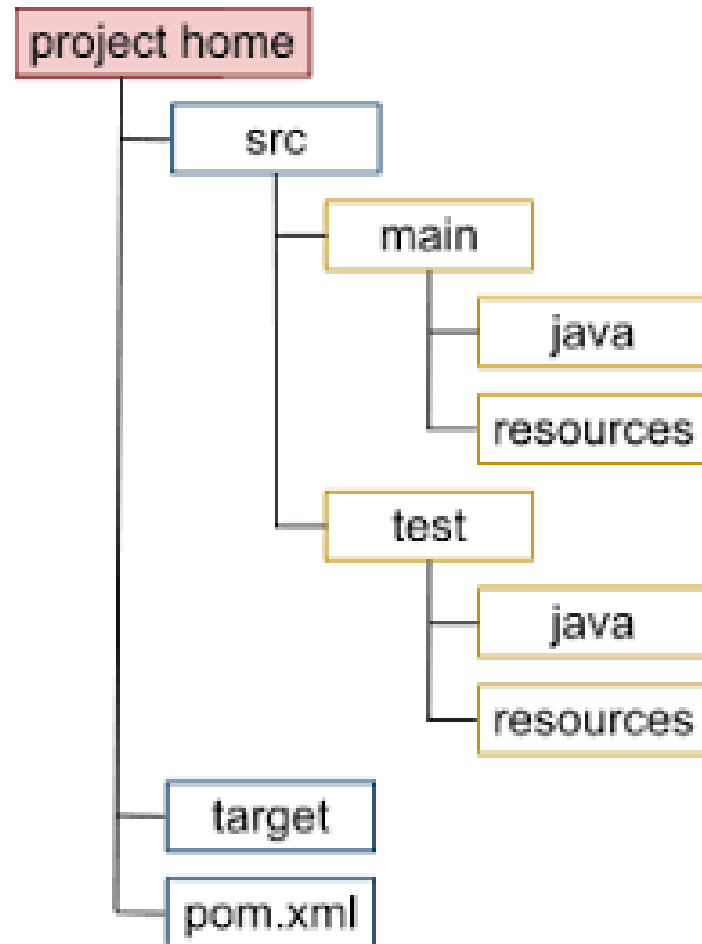 project home
src
main
java
resources
test
java
resources
target
pom.xml